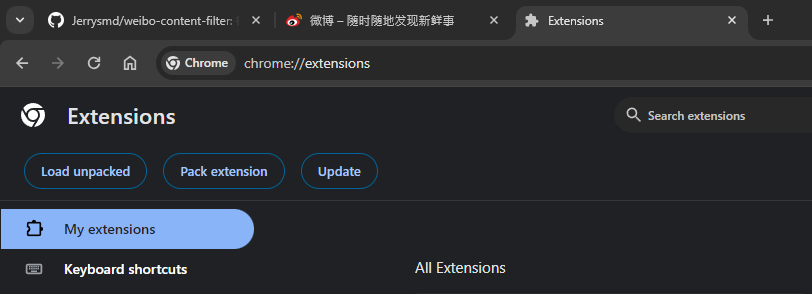 Jerrysmd/weibo-content-filter:
微博 – 随时随地发现新鲜事
Extensions
Chrome
chrome://extensions
Extensions
Search extensions
Load unpacked
Pack extension
Update
My extensions
Keyboard shortcuts
All Extensions